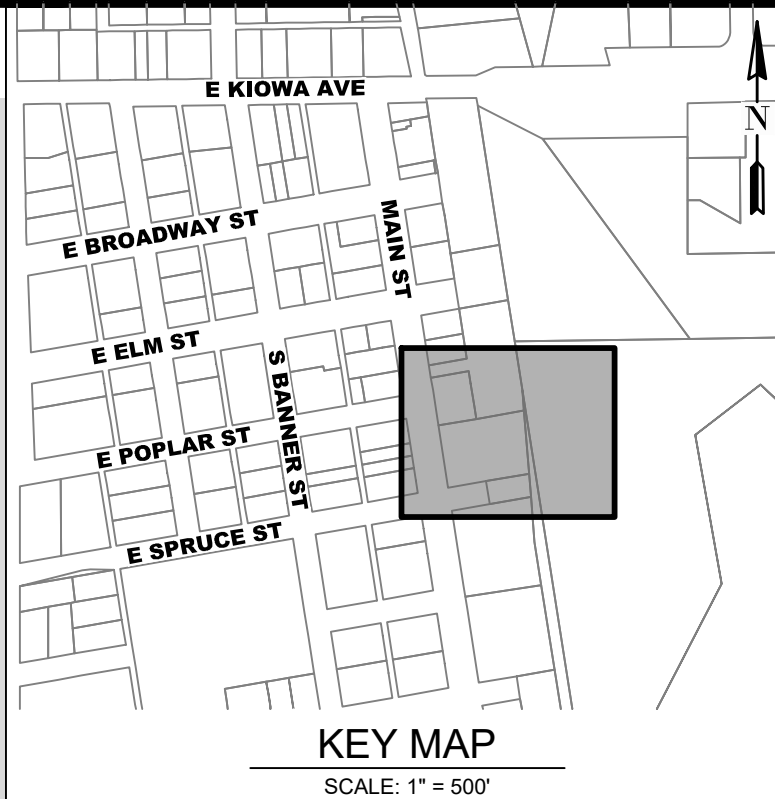 E KIOWA AVE
N
E BROADWAY ST
MAIN ST
E ELM ST
S BANNER ST
E POPLAR ST
E SPRUCE ST
KEY MAP
SCALE: 1" = 500'